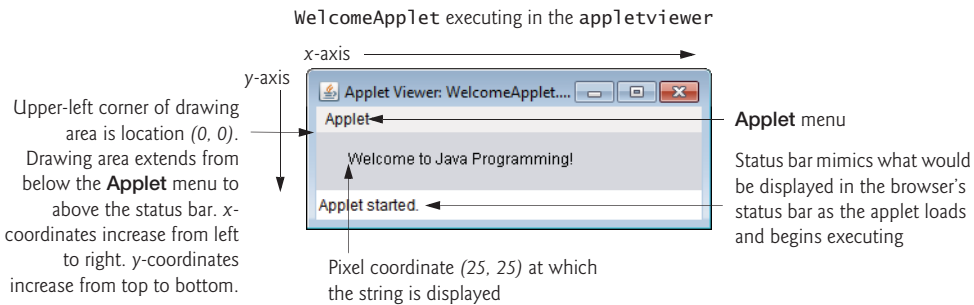 WelcomeApplet executing in the appletviewer
x-axis
y-axis
Upper-left corner of drawing
area is location (0, 0).
Drawing area extends from
below the Applet menu to
above the status bar. x-
coordinates increase from left
to right. y-coordinates
increase from top to bottom.
Applet Viewer: WelcomeApplet....
Applet
Welcome to Java Programming!
Applet started.
Applet menu
Status bar mimics what would
be displayed in the browser's
status bar as the applet loads
and begins executing
Pixel coordinate (25, 25) at which
the string is displayed